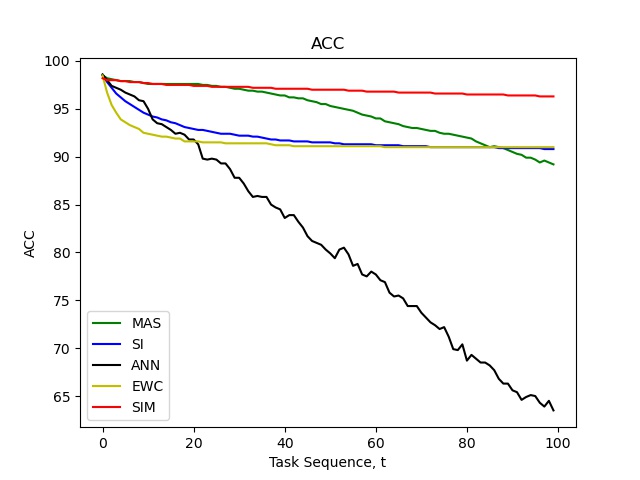 ACC
100
95
90
85
80
75
70
65
ACC
MAS
SI
ANN
EWC
SIM
0 20 40 60 80 100
Task Sequence, t